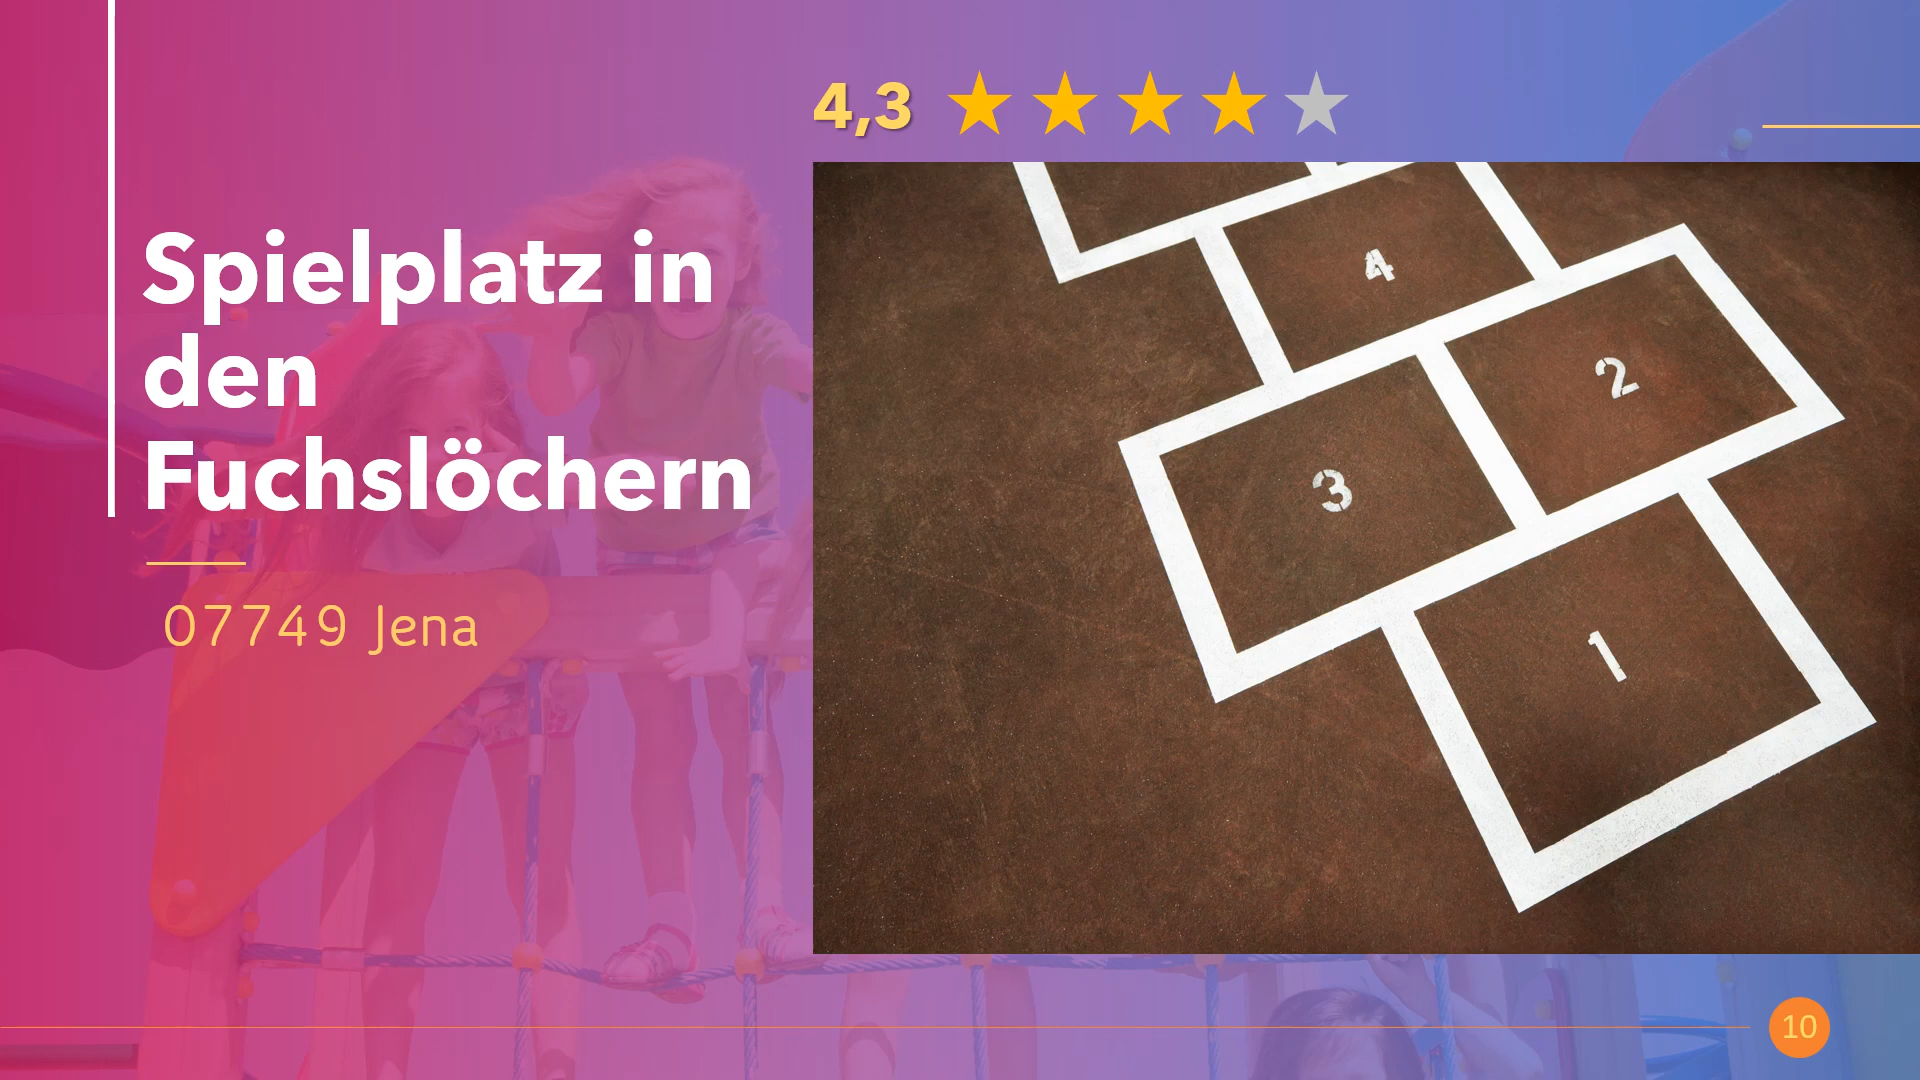 4,3
Spielplatz in
den
Fuchslöchern
07749 Jena
4
2
3
1
10